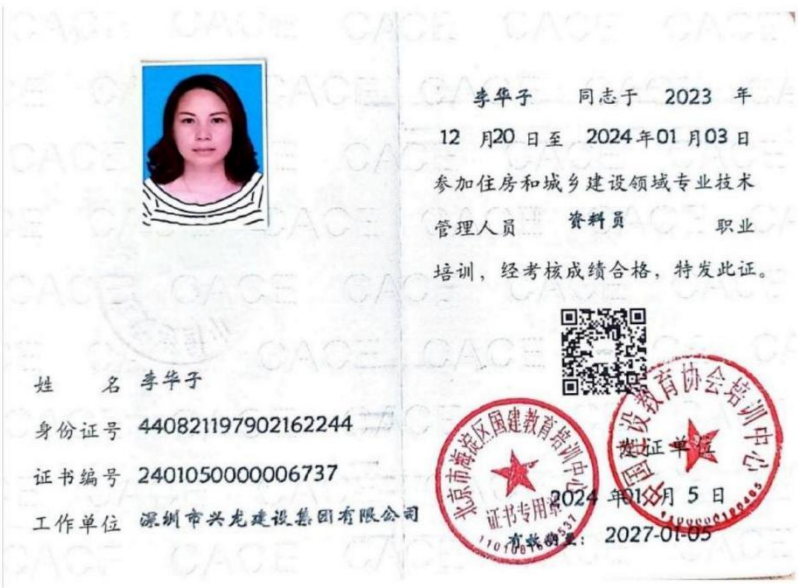 李华子 同志于 2023 年
12 月20 日至 2024年01 月03 日
参加住房和城乡建设领域专业技术
管理人员 资料员 职业
培训，经考核成绩合格，特发此证。
姓 名 李华子
身份证号 440821197902162244
证书编号 2401050000006737
工作单位 深圳市兴龙建设集团有限公司
北京市海淀区国建教育培训中心
证书专用章
中国建设教育协会培训中心
发证单位
2024 年01 月 5 日
有效期至： 2027-01-05
CACE